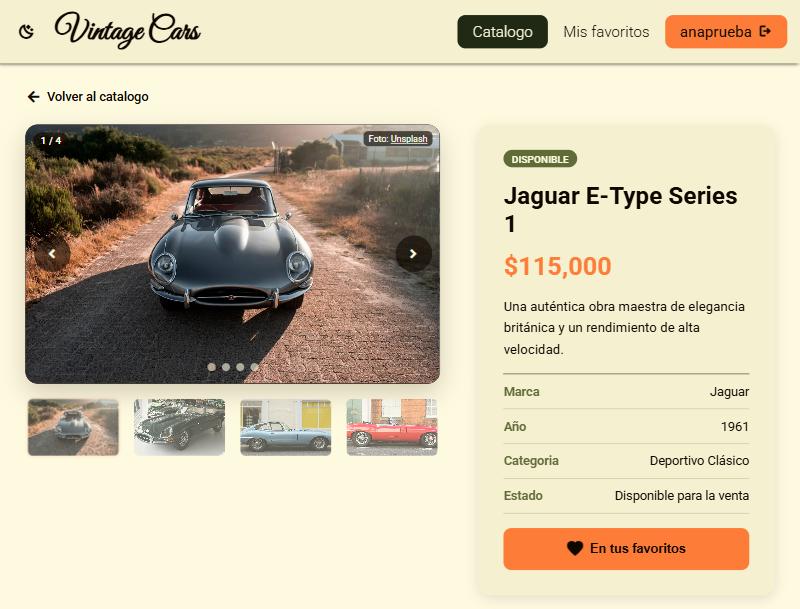 Vintage Cars
Catalogo
Mis favoritos
anaprueba
Volver al catalogo
1 / 4
Foto: Unsplash
DISPONIBLE
Jaguar E-Type Series
1
$115,000
Una auténtica obra maestra de elegancia
británica y un rendimiento de alta
velocidad.
Marca Jaguar
Año 1961
Categoria Deportivo Clásico
Estado Disponible para la venta
En tus favoritos